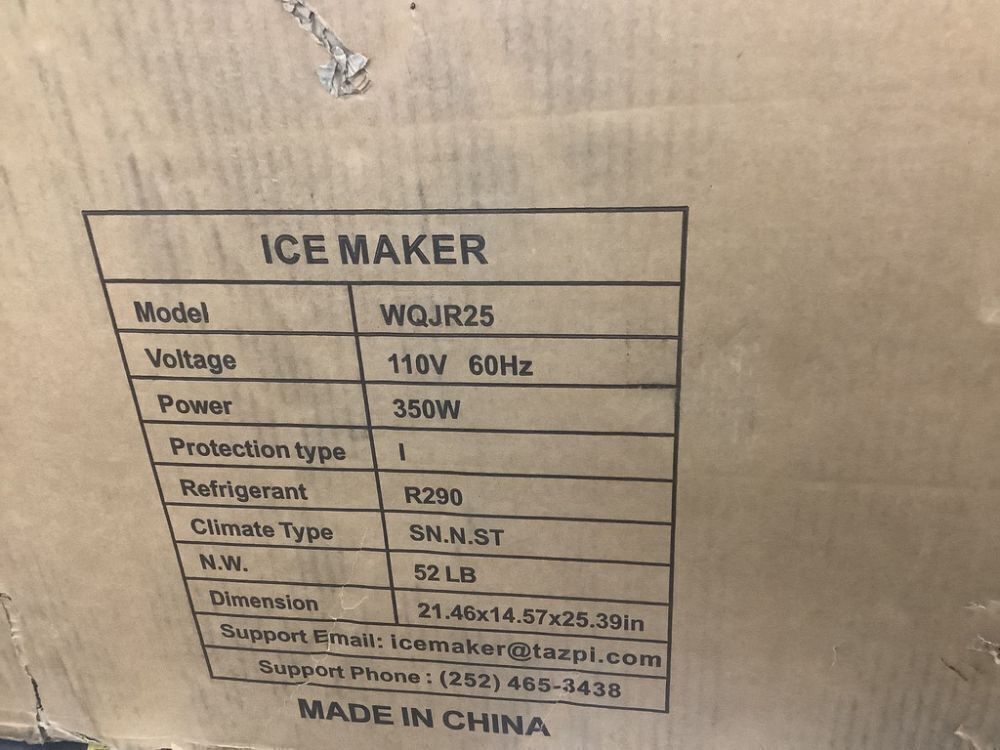 ICE MAKER
Model WQJR25
Voltage 110V 60Hz
Power 350W
Protection type I
Refrigerant R290
Climate Type SN.N.ST
N.W. 52 LB
Dimension 21.46x14.57x25.39in
Support Email: icemaker@tazpi.com
Support Phone : (252) 465-3438
MADE IN CHINA